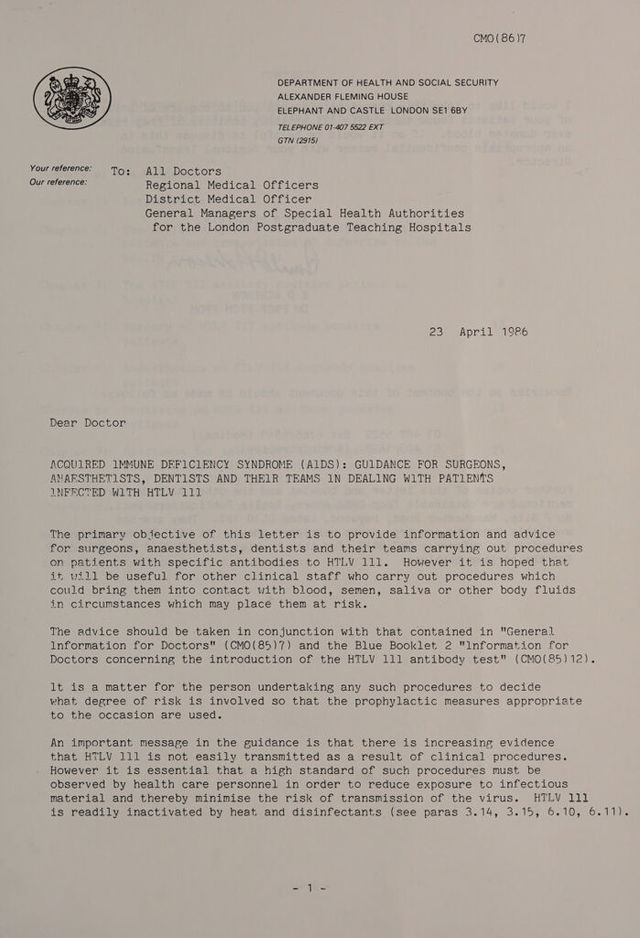 CMO(86)7
DEPARTMENT OF HEALTH AND SOCIAL SECURITY
ALEXANDER FLEMING HOUSE
ELEPHANT AND CASTLE LONDON SE1 6BY
TELEPHONE 01-407 5522 EXT
GTN (2915)
Your reference:
Our reference:
To: All Doctors
Regional Medical Officers
District Medical Officer
General Managers of Special Health Authorities
for the London Postgraduate Teaching Hospitals
23 April 1986
Dear Doctor
ACQUIRED IMMUNE DEFICIENCY SYNDROME (AIDS): GUIDANCE FOR SURGEONS,
ANAESTHETISTS, DENTISTS AND THEIR TEAMS IN DEALING WITH PATIENTS
INFECTED WITH HTLV 111
The primary objective of this letter is to provide information and advice
for surgeons, anaesthetists, dentists and their teams carrying out procedures
on patients with specific antibodies to HTLV 111. However it is hoped that
it will be useful for other clinical staff who carry out procedures which
could bring them into contact with blood, semen, saliva or other body fluids
in circumstances which may place them at risk.
The advice should be taken in conjunction with that contained in "General
Information for Doctors" (CMO(85)7) and the Blue Booklet 2 "Information for
Doctors concerning the introduction of the HTLV 111 antibody test" (CMO(85)12).
It is a matter for the person undertaking any such procedures to decide
what degree of risk is involved so that the prophylactic measures appropriate
to the occasion are used.
An important message in the guidance is that there is increasing evidence
that HTLV 111 is not easily transmitted as a result of clinical procedures.
However it is essential that a high standard of such procedures must be
observed by health care personnel in order to reduce exposure to infectious
material and thereby minimise the risk of transmission of the virus. HTLV 111
is readily inactivated by heat and disinfectants (see paras 3.14, 3.15, 6.10, 6.11).
- 1 -